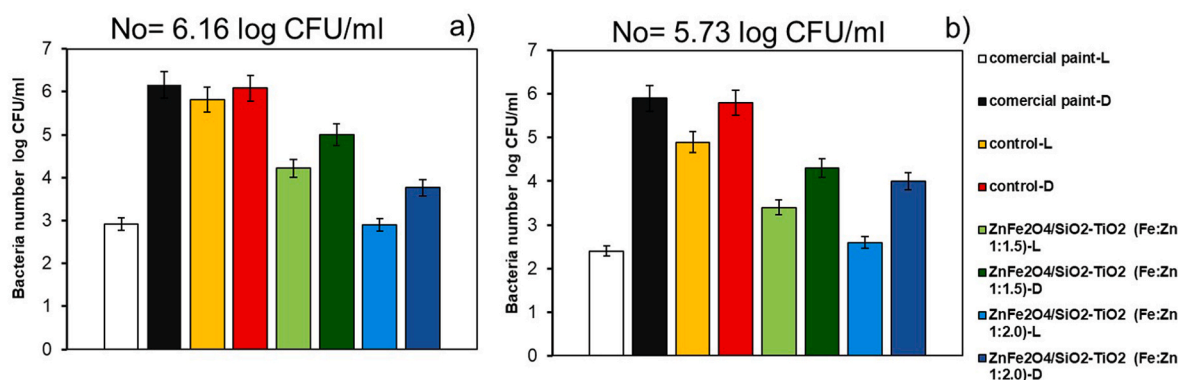 No= 6.16 log CFU/ml
a)
Bacteria number log CFU/ml
7
6
5
4
3
2
1
0
No= 5.73 log CFU/ml
b)
Bacteria number log CFU/ml
7
6
5
4
3
2
1
0
comercial paint-L
comercial paint-D
control-L
control-D
ZnFe2O4/SiO2-TiO2 (Fe:Zn
1:1.5)-L
ZnFe2O4/SiO2-TiO2 (Fe:Zn
1:1.5)-D
ZnFe2O4/SiO2-TiO2 (Fe:Zn
1:2.0)-L
ZnFe2O4/SiO2-TiO2 (Fe:Zn
1:2.0)-D